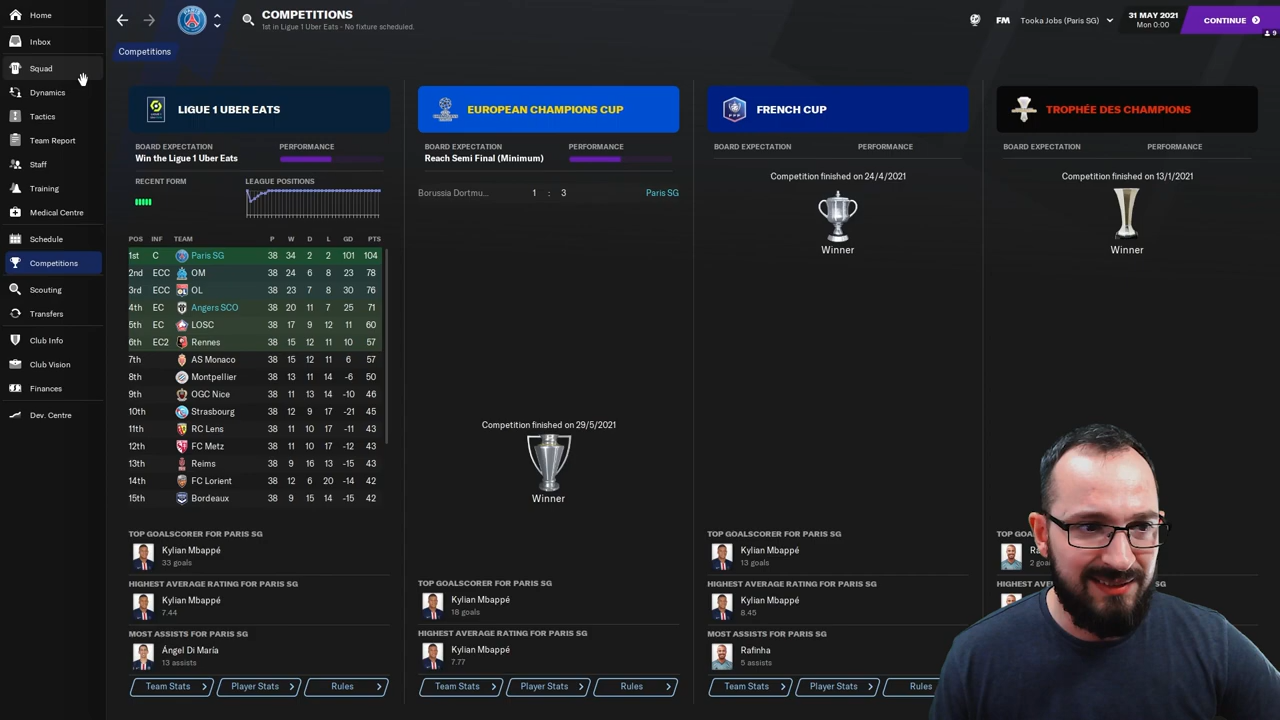 Home
Inbox
Squad
Dynamics
Tactics
Team Report
Staff
Training
Medical Centre
Schedule
Competitions
Scouting
Transfers
Club Info
Club Vision
Finances
Dev. Centre
COMPETITIONS
1st in Ligue 1 Uber Eats - No fixture scheduled.
FM
Tooka Jobs (Paris SG)
31 MAY 2021
Mon 0:00
CONTINUE
9
Competitions
LIGUE 1 UBER EATS
BOARD EXPECTATION PERFORMANCE
Win the Ligue 1 Uber Eats
RECENT FORM LEAGUE POSITIONS
POS INF TEAM P W D L GD PTS
1st C Paris SG 38 34 2 2 101 104
2nd ECC OM 38 24 6 8 23 78
3rd ECC OL 38 23 7 8 30 76
4th EC Angers SCO 38 20 11 7 25 71
5th EC LOSC 38 17 9 12 11 60
6th EC2 Rennes 38 15 12 11 10 57
7th AS Monaco 38 15 12 11 6 57
8th Montpellier 38 13 11 14 -6 50
9th OGC Nice 38 11 13 14 -10 46
10th Strasbourg 38 12 9 17 -21 45
11th RC Lens 38 11 10 17 -11 43
12th FC Metz 38 11 10 17 -12 43
13th Reims 38 9 16 13 -15 43
14th FC Lorient 38 12 6 20 -14 42
15th Bordeaux 38 9 15 14 -15 42
TOP GOALSCORER FOR PARIS SG
Kylian Mbappé
33 goals
HIGHEST AVERAGE RATING FOR PARIS SG
Kylian Mbappé
7.44
MOST ASSISTS FOR PARIS SG
Ángel Di María
13 assists
Team Stats
Player Stats
Rules
EUROPEAN CHAMPIONS CUP
BOARD EXPECTATION PERFORMANCE
Reach Semi Final (Minimum)
Borussia Dortmu... 1 : 3 Paris SG
Competition finished on 29/5/2021
Winner
TOP GOALSCORER FOR PARIS SG
Kylian Mbappé
18 goals
HIGHEST AVERAGE RATING FOR PARIS SG
Kylian Mbappé
7.77
Team Stats
Player Stats
Rules
FRENCH CUP
BOARD EXPECTATION PERFORMANCE
Competition finished on 24/4/2021
Winner
TOP GOALSCORER FOR PARIS SG
Kylian Mbappé
13 goals
HIGHEST AVERAGE RATING FOR PARIS SG
Kylian Mbappé
8.45
MOST ASSISTS FOR PARIS SG
Rafinha
5 assists
Team Stats
Player Stats
Rules
TROPHÉE DES CHAMPIONS
BOARD EXPECTATION PERFORMANCE
Competition finished on 13/1/2021
Winner
TOP
2
HIGHEST